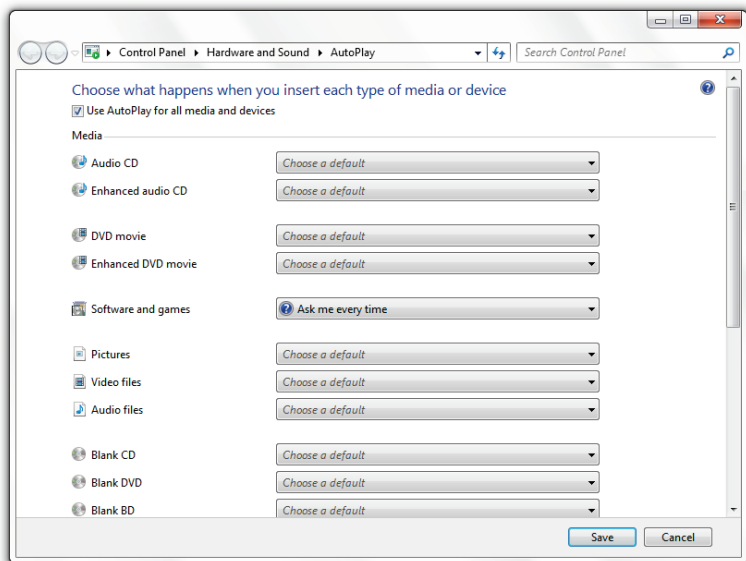 Control Panel ▸ Hardware and Sound ▸ AutoPlay
Search Control Panel
Choose what happens when you insert each type of media or device
Use AutoPlay for all media and devices
Media
Audio CD Choose a default
Enhanced audio CD Choose a default
DVD movie Choose a default
Enhanced DVD movie Choose a default
Software and games Ask me every time
Pictures Choose a default
Video files Choose a default
Audio files Choose a default
Blank CD Choose a default
Blank DVD Choose a default
Blank BD Choose a default
Save Cancel